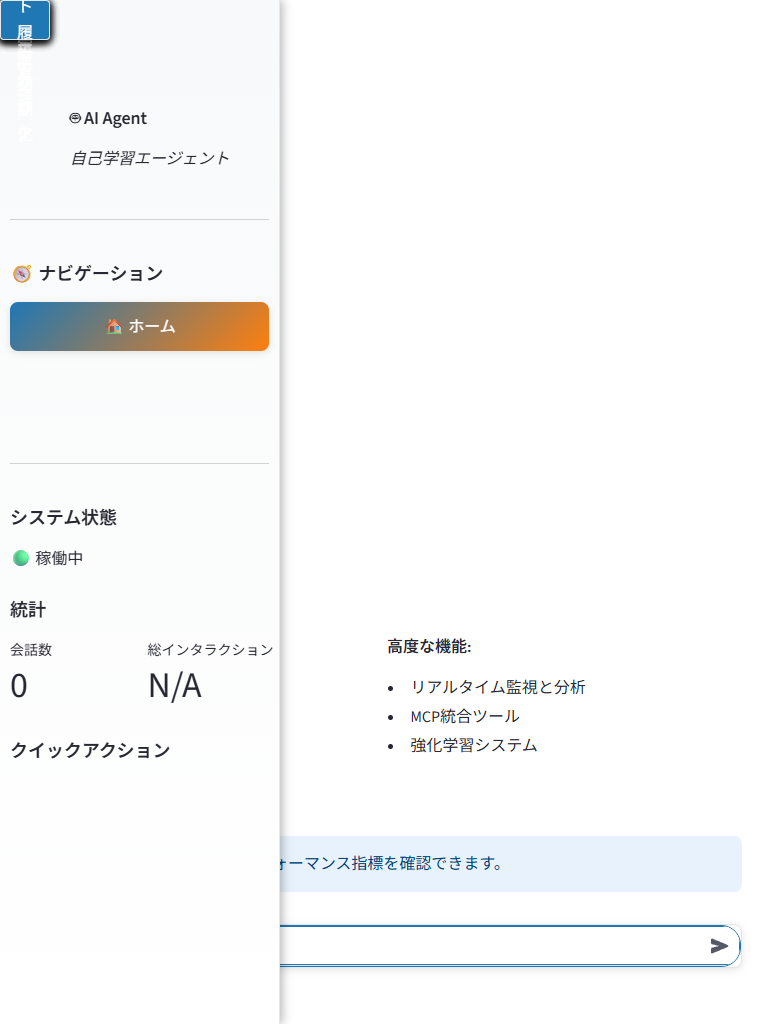 AI Agent
自己学習エージェント
ナビゲーション
ホーム
システム状態
稼働中
統計
会話数
総インタラクション
0
N/A
クイックアクション
高度な機能:
• リアルタイム監視と分析
• MCP統合ツール
• 強化学習システム
ォーマンス指標を確認できます。